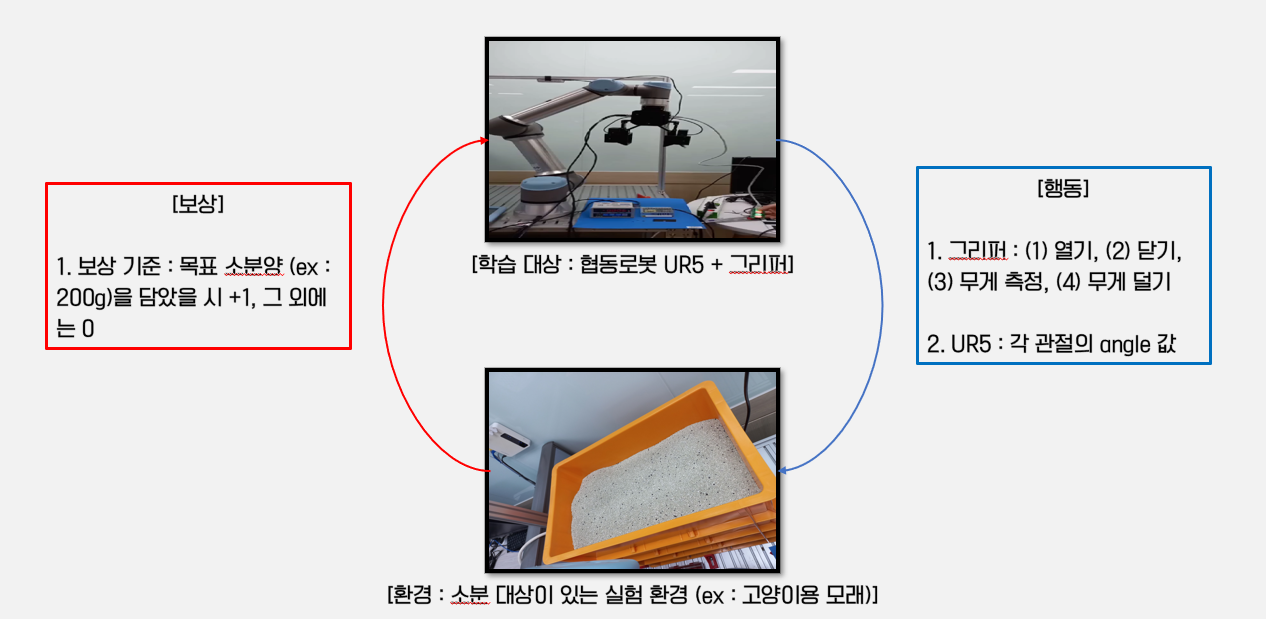 [학습 대상 : 협동로봇 UR5 + 그리퍼]
[보상]
1. 보상 기준 : 목표 소분양 (ex :
200g)을 담았을 시 +1, 그 외에
는 0
[행동]
1. 그리퍼 : (1) 열기, (2) 닫기,
(3) 무게 측정, (4) 무게 덜기
2. UR5 : 각 관절의 angle 값
[환경 : 소분 대상이 있는 실험 환경 (ex : 고양이용 모래)]